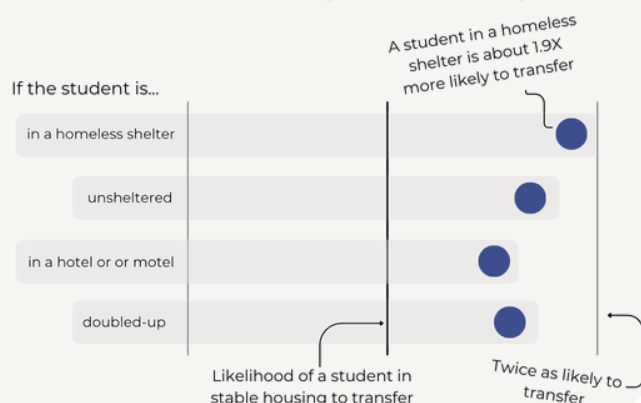 A student in a homeless
shelter is about 1.9X
more likely to transfer
If the student is...
in a homeless shelter
unsheltered
in a hotel or or motel
doubled-up
Likelihood of a student in
stable housing to transfer
Twice as likely to
transfer